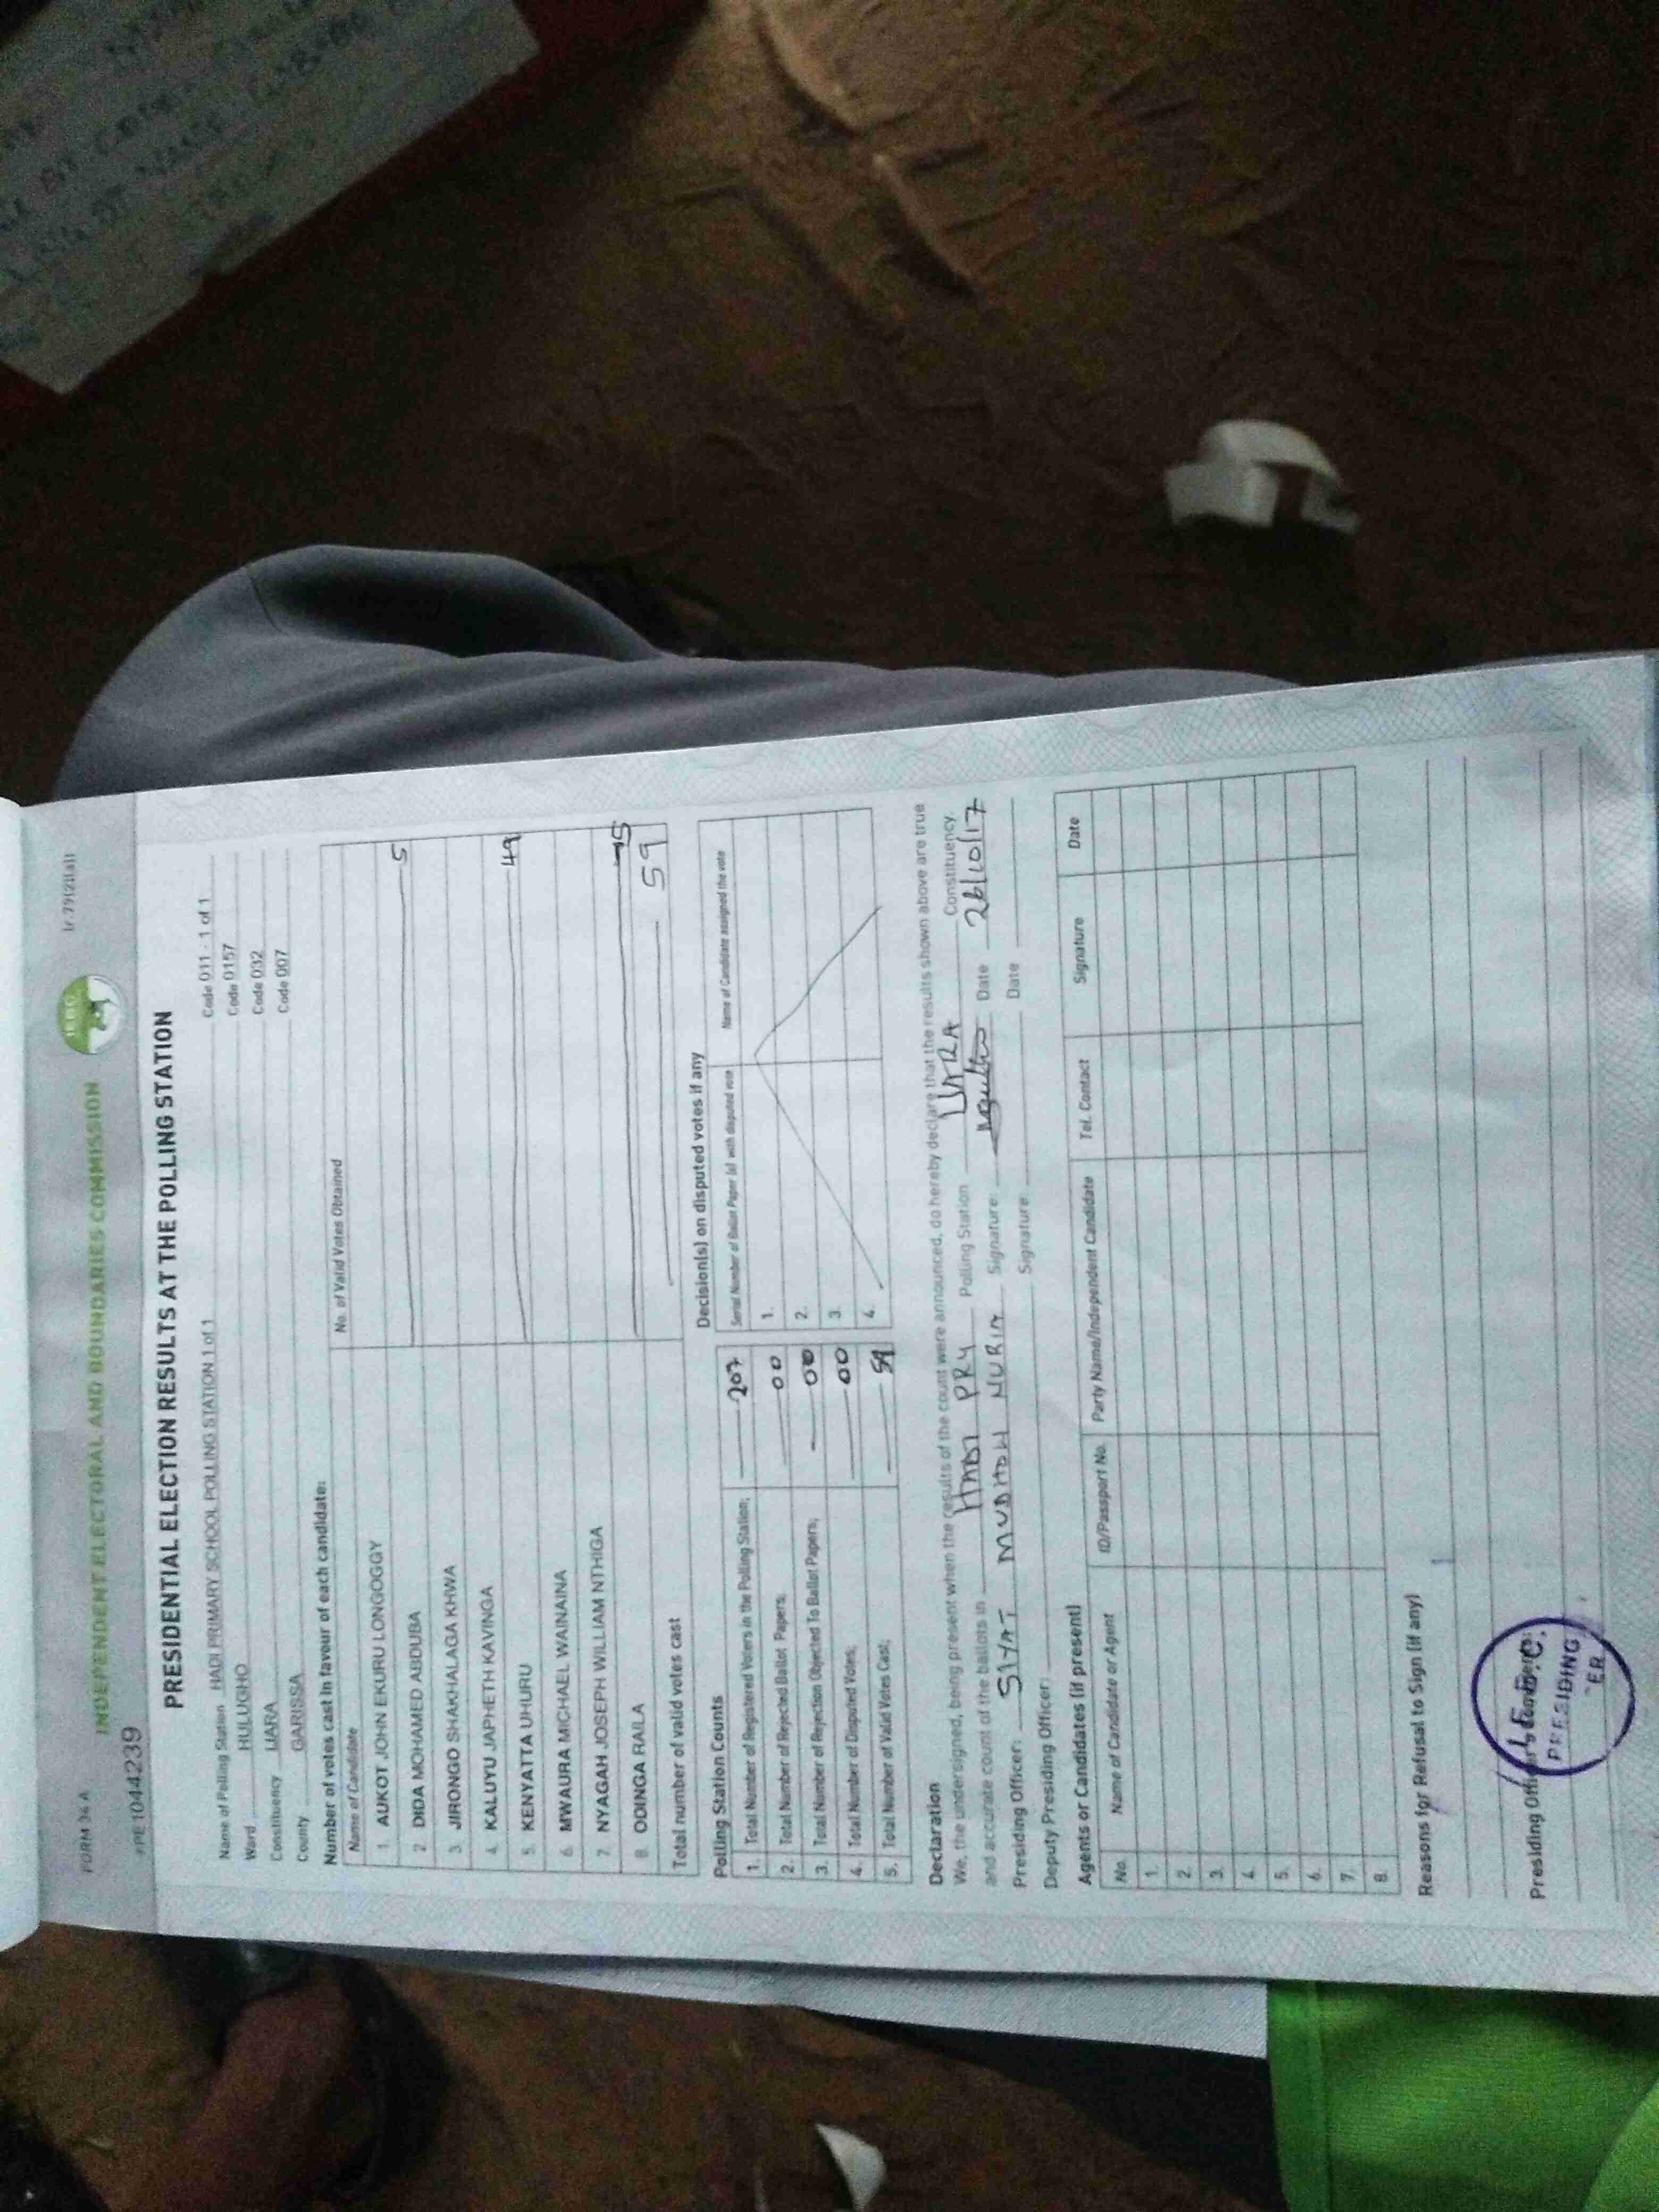 FORM 34 A
INDEPENDENT ELECTORAL AND BOUNDARIES COMMISSION
IEBC
(r.79(2)(a))
PRESIDENTIAL ELECTION RESULTS AT THE POLLING STATION
Name of Polling Station HADI PRIMARY SCHOOL POLLING STATION 1 of 1 Code 011 - 1 of 1
Ward HULUGHO Code 0157
Constituency IJARA Code 032
County GARISSA Code 007
Number of votes cast in favour of each candidate:
Name of Candidate No. of Valid Votes Obtained
1 AUKOT JOHN EKURU LONGOGGY
2 DIDA MOHAMED ABDUBA 5
3 JIRONGO SHAKHALAGA KHWA
4 KALUYU JAPHETH KAVINGA
5. KENYATTA UHURU 49
6. MWAURA MICHAEL WAINAINA
7. NYAGAH JOSEPH WILLIAM NTHIGA
8. ODINGA RAILA 5
Total number of valid votes cast 59
Polling Station Counts
1. Total Number of Registered Voters in the Polling Station; 207
2. Total Number of Rejected Ballot Papers; 00
3. Total Number of Rejection Objected To Ballot Papers; 00
4. Total Number of Disputed Votes; 00
5. Total Number of Valid Votes Cast; 59
Decision(s) on disputed votes if any
Serial Number of Ballot Paper (s) with disputed vote Name of Candidate assigned the vote
1.
2.
3.
4.
Declaration
We, the undersigned, being present when the results of the count were announced, do hereby declare that the results shown above are true
and accurate count of the ballots in HADI PRY Polling Station IJARA Constituency.
Presiding Officer: SIYAT MUDHOW NURIA Signature: Date 26/10/17
Deputy Presiding Officer: Signature: Date
Agents or Candidates (if present)
No. Name of Candidate or Agent ID/Passport No. Party Name/Independent Candidate Tel. Contact Signature Date
1.
2.
3.
4.
5.
6.
7.
8.
Reasons for Refusal to Sign (if any)
Presiding
I.E.B.C.
PRESIDING
ER